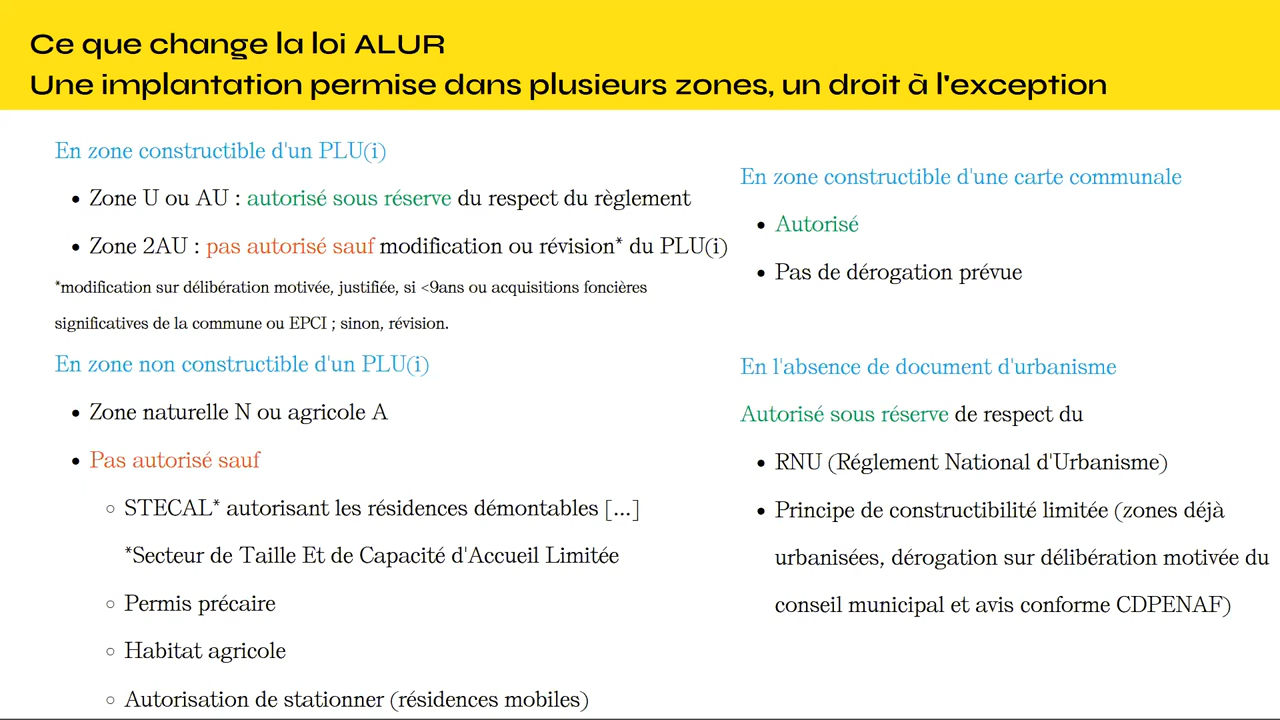 Ce que change la loi ALUR
Une implantation permise dans plusieurs zones, un droit à l'exception
En zone constructible d'un PLU(i)
• Zone U ou AU : autorisé sous réserve du respect du règlement
• Zone 2AU : pas autorisé sauf modification ou révision* du PLU(i)
*modification sur délibération motivée, justifiée, si <9ans ou acquisitions foncières
significatives de la commune ou EPCI ; sinon, révision.
En zone non constructible d'un PLU(i)
• Zone naturelle N ou agricole A
• Pas autorisé sauf
◦ STECAL* autorisant les résidences démontables [...]
*Secteur de Taille Et de Capacité d'Accueil Limitée
◦ Permis précaire
◦ Habitat agricole
◦ Autorisation de stationner (résidences mobiles)
En zone constructible d'une carte communale
• Autorisé
• Pas de dérogation prévue
En l'absence de document d'urbanisme
Autorisé sous réserve de respect du
• RNU (Réglement National d'Urbanisme)
• Principe de constructibilité limitée (zones déjà
urbanisées, dérogation sur délibération motivée du
conseil municipal et avis conforme CDPENAF)